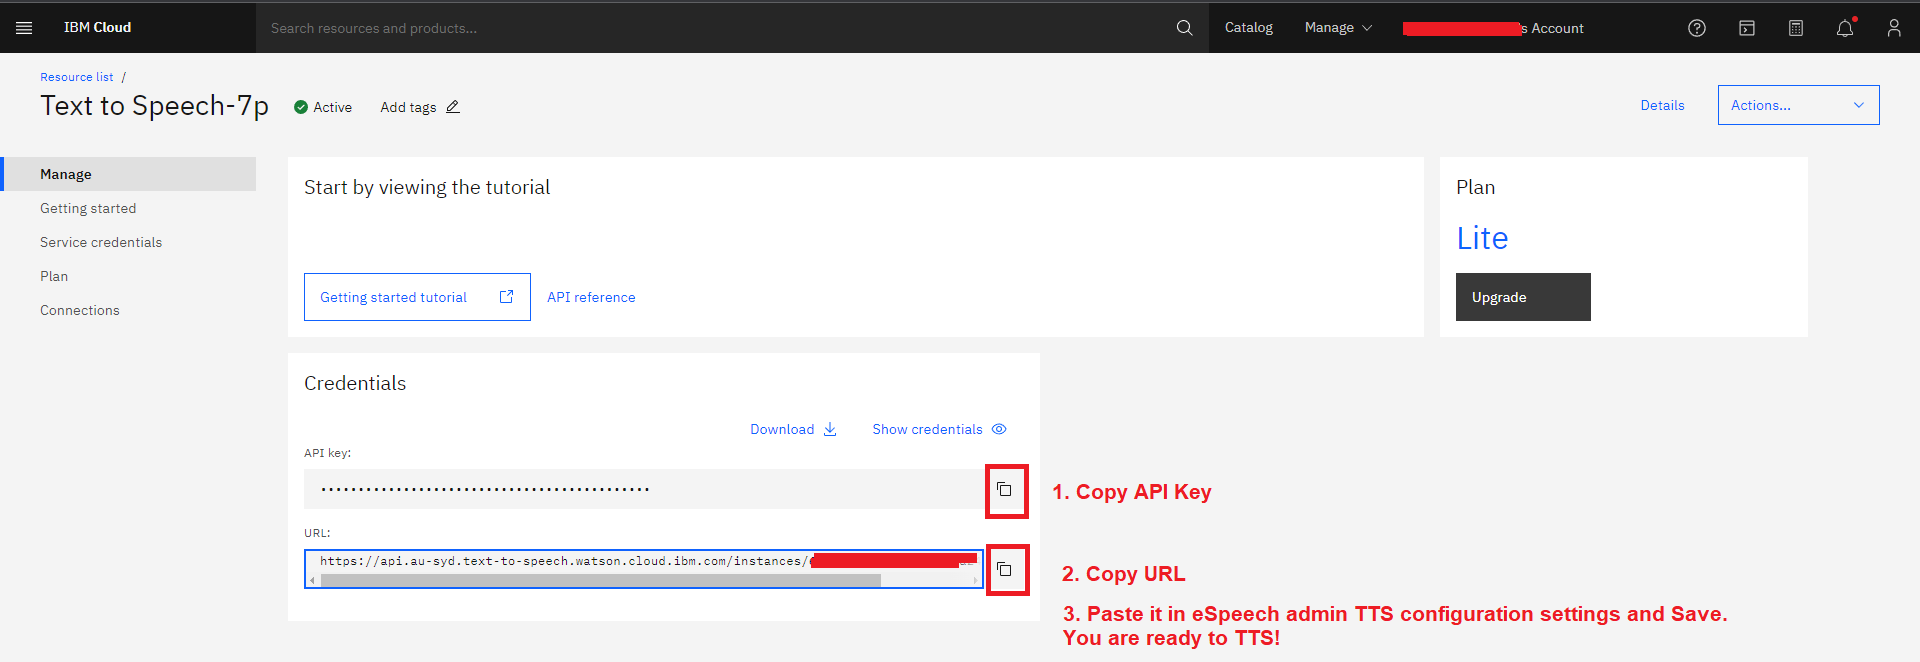 IBM Cloud
Search resources and products...
Catalog
Manage
s Account
Resource list /
Text to Speech-7p
Active
Add tags
Details
Actions...
Manage
Getting started
Service credentials
Plan
Connections
Start by viewing the tutorial
Getting started tutorial
API reference
Plan
Lite
Upgrade
Credentials
Download
Show credentials
API key:
1. Copy API Key
URL:
https://api.au-syd.text-to-speech.watson.cloud.ibm.com/instances/
2. Copy URL
3. Paste it in eSpeech admin TTS configuration settings and Save.
You are ready to TTS!